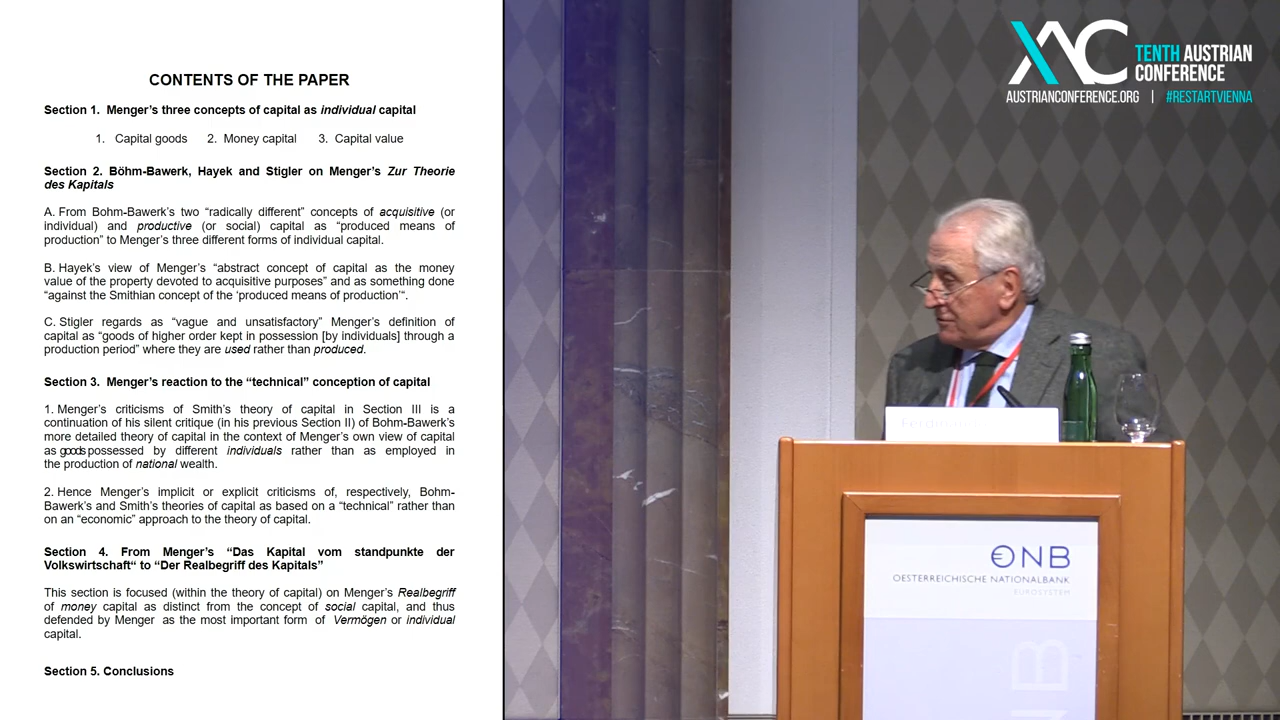 CONTENTS OF THE PAPER
Section 1. Menger's three concepts of capital as individual capital
1. Capital goods 2. Money capital 3. Capital value
Section 2. Böhm-Bawerk, Hayek and Stigler on Menger's Zur Theorie
des Kapitals
A. From Bohm-Bawerk's two “radically different” concepts of acquisitive (or
individual) and productive (or social) capital as “produced means of
production” to Menger's three different forms of individual capital.
B. Hayek's view of Menger's “abstract concept of capital as the money
value of the property devoted to acquisitive purposes” and as something done
“against the Smithian concept of the ‘produced means of production’“.
C. Stigler regards as “vague and unsatisfactory” Menger's definition of
capital as “goods of higher order kept in possession [by individuals] through a
production period” where they are used rather than produced.
Section 3. Menger's reaction to the “technical” conception of capital
1. Menger's criticisms of Smith's theory of capital in Section III is a
continuation of his silent critique (in his previous Section II) of Bohm-Bawerk's
more detailed theory of capital in the context of Menger's own view of capital
as goods possessed by different individuals rather than as employed in
the production of national wealth.
2. Hence Menger's implicit or explicit criticisms of, respectively, Bohm-
Bawerk's and Smith's theories of capital as based on a “technical” rather than
on an “economic” approach to the theory of capital.
Section 4. From Menger's “Das Kapital vom standpunkte der
Volkswirtschaft“ to “Der Realbegriff des Kapitals”
This section is focused (within the theory of capital) on Menger's Realbegriff
of money capital as distinct from the concept of social capital, and thus
defended by Menger as the most important form of Vermögen or individual
capital.
Section 5. Conclusions
XAC
TENTH AUSTRIAN
CONFERENCE
AUSTRIANCONFERENCE.ORG | #RESTARTVIENNA
ONB
OESTERREICHISCHE NATIONALBANK
EUROSYSTEM
NB